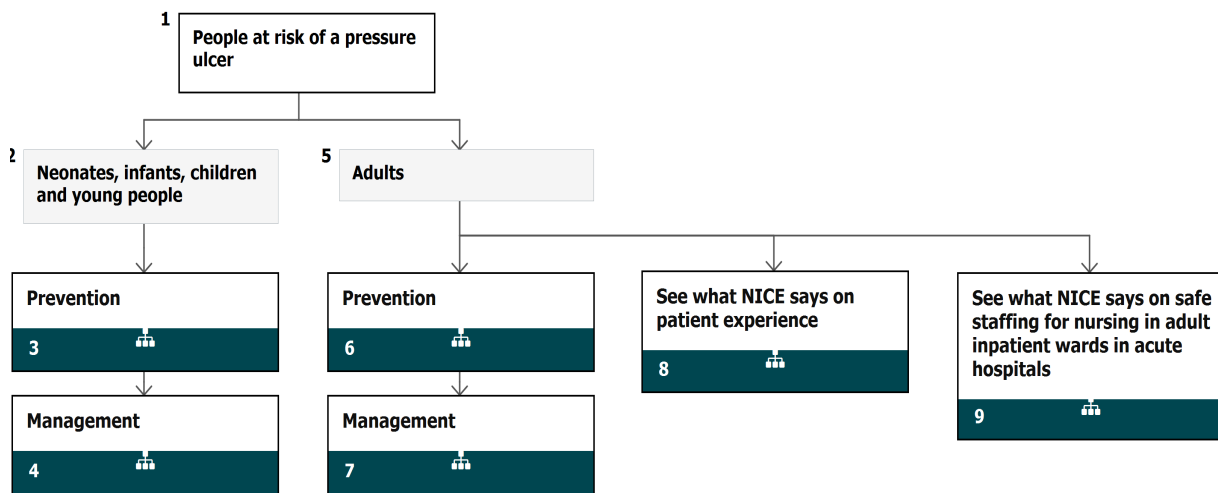 1
People at risk of a pressure
ulcer
2
Neonates, infants, children
and young people
5
Adults
Prevention
3
Prevention
6
See what NICE says on
patient experience
8
See what NICE says on safe
staffing for nursing in adult
inpatient wards in acute
hospitals
9
Management
4
Management
7